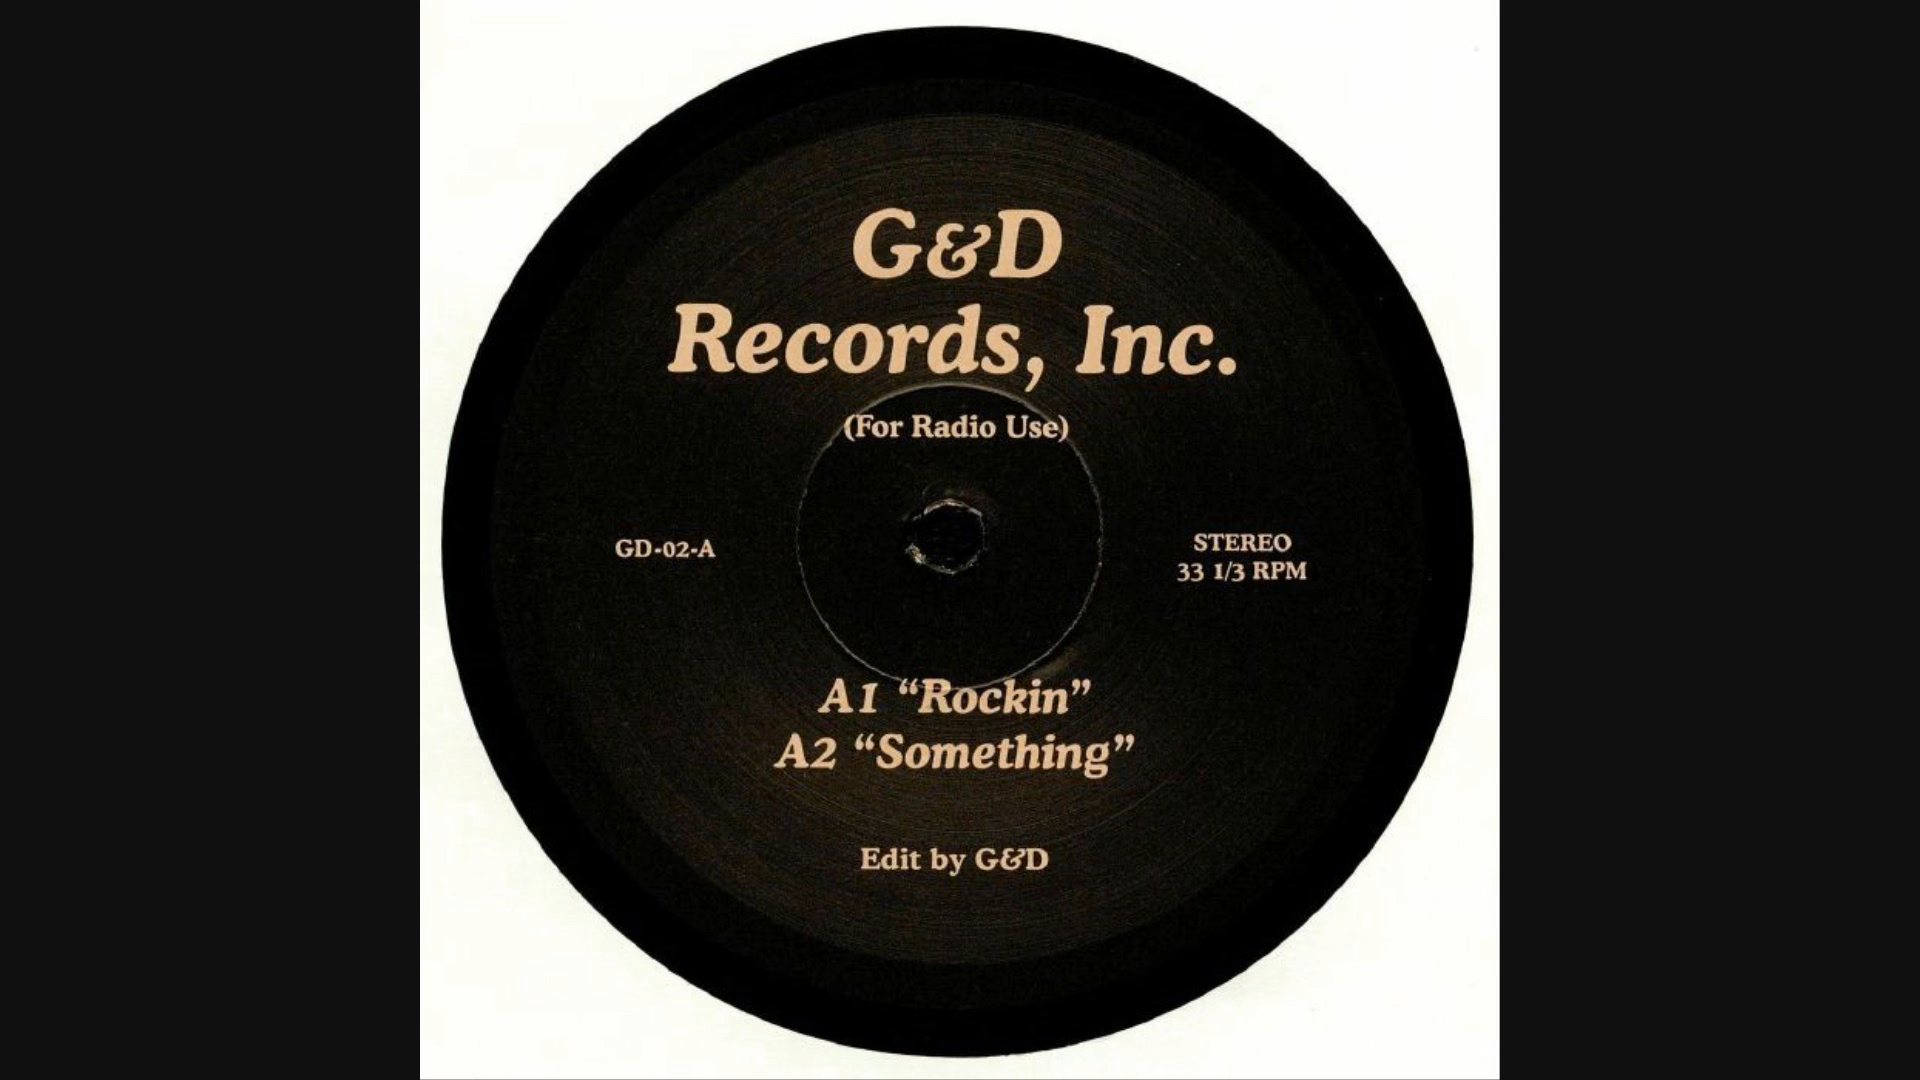 G&D
Records, Inc.
(For Radio Use)
GD-02-A
STEREO
33 1/3 RPM
A1 “Rockin”
A2 “Something”
Edit by G&D